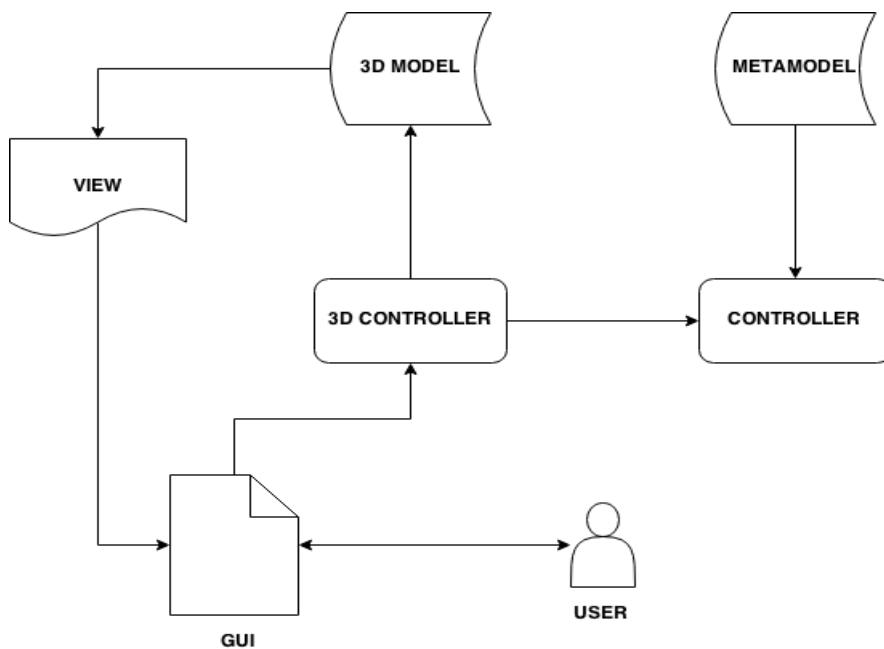 3D MODEL
METAMODEL
VIEW
3D CONTROLLER
CONTROLLER
USER
GUI